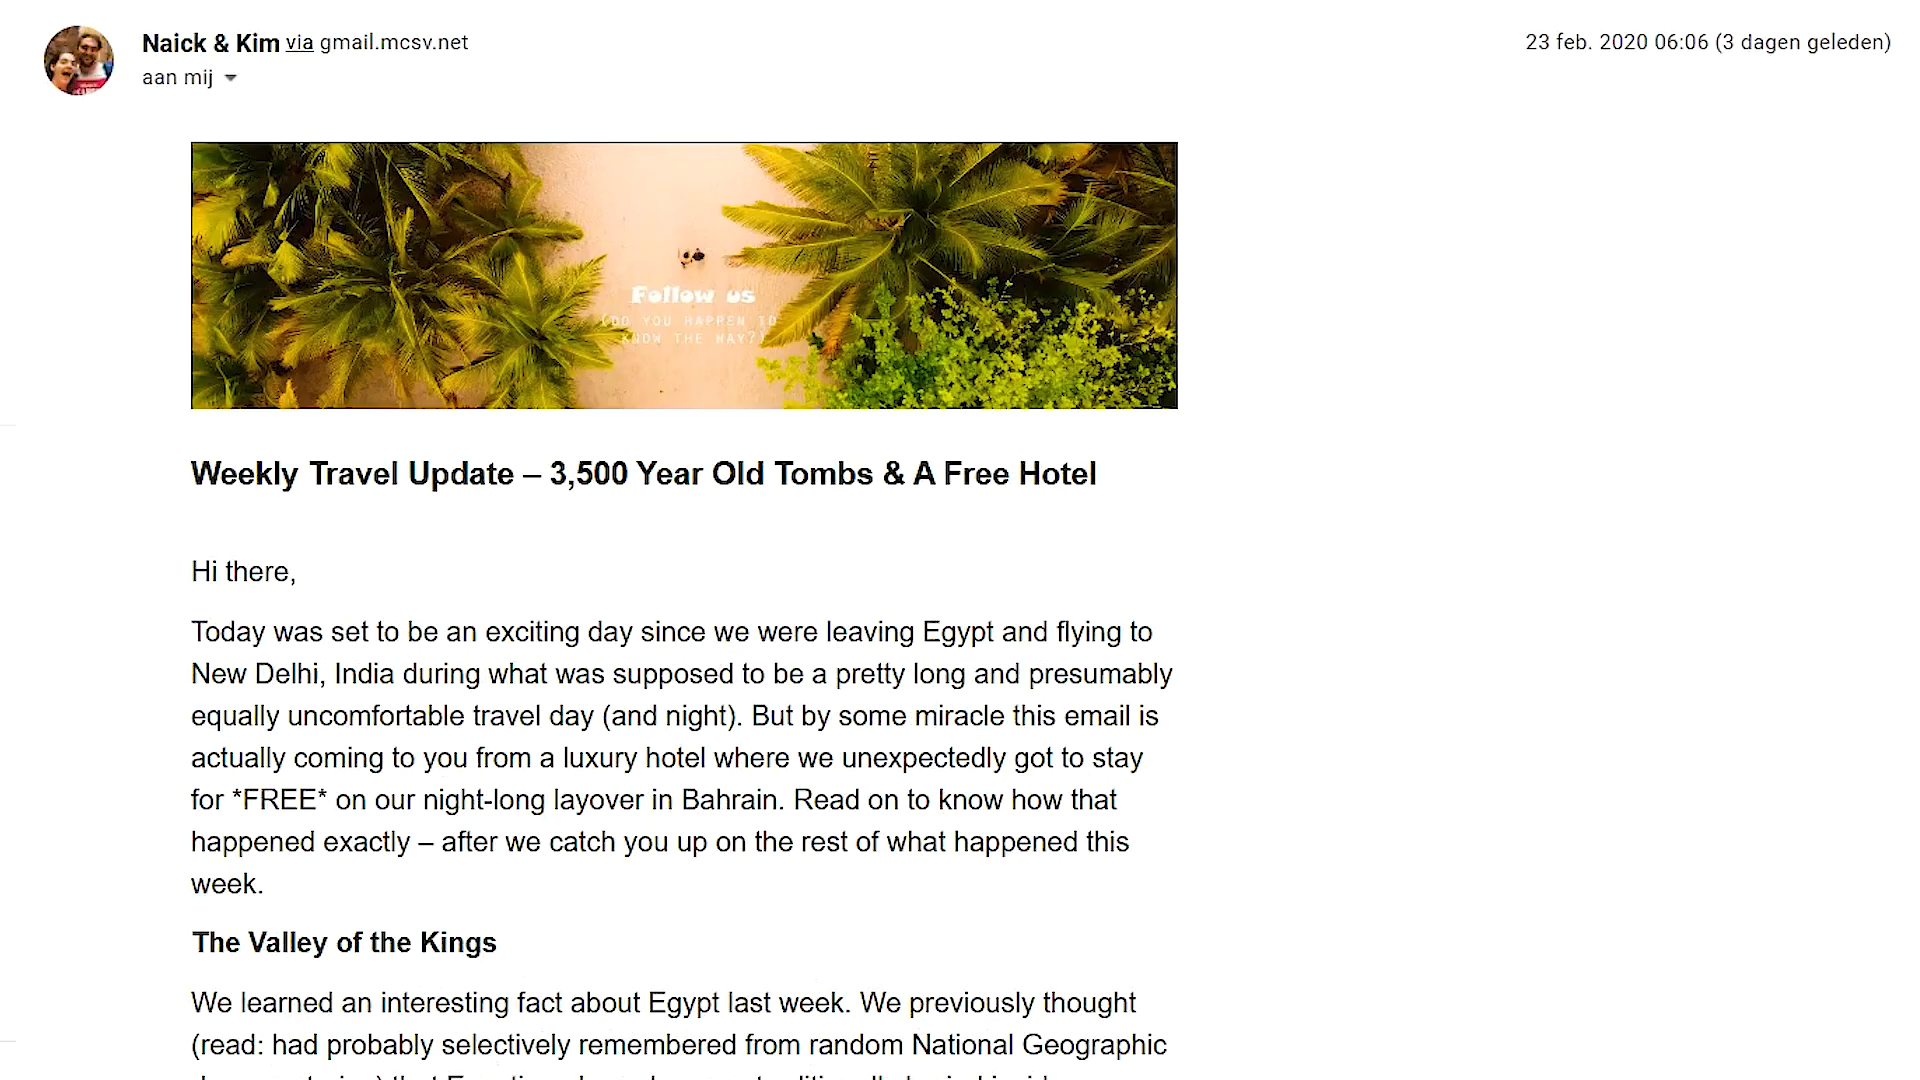 Naick & Kim via gmail.mcsv.net
23 feb. 2020 06:06 (3 dagen geleden)
aan mij
Follow us
(DO YOU HAPPEN TO
KNOW THE WAY?)
Weekly Travel Update – 3,500 Year Old Tombs & A Free Hotel
Hi there,
Today was set to be an exciting day since we were leaving Egypt and flying to
New Delhi, India during what was supposed to be a pretty long and presumably
equally uncomfortable travel day (and night). But by some miracle this email is
actually coming to you from a luxury hotel where we unexpectedly got to stay
for *FREE* on our night-long layover in Bahrain. Read on to know how that
happened exactly – after we catch you up on the rest of what happened this
week.
The Valley of the Kings
We learned an interesting fact about Egypt last week. We previously thought
(read: had probably selectively remembered from random National Geographic